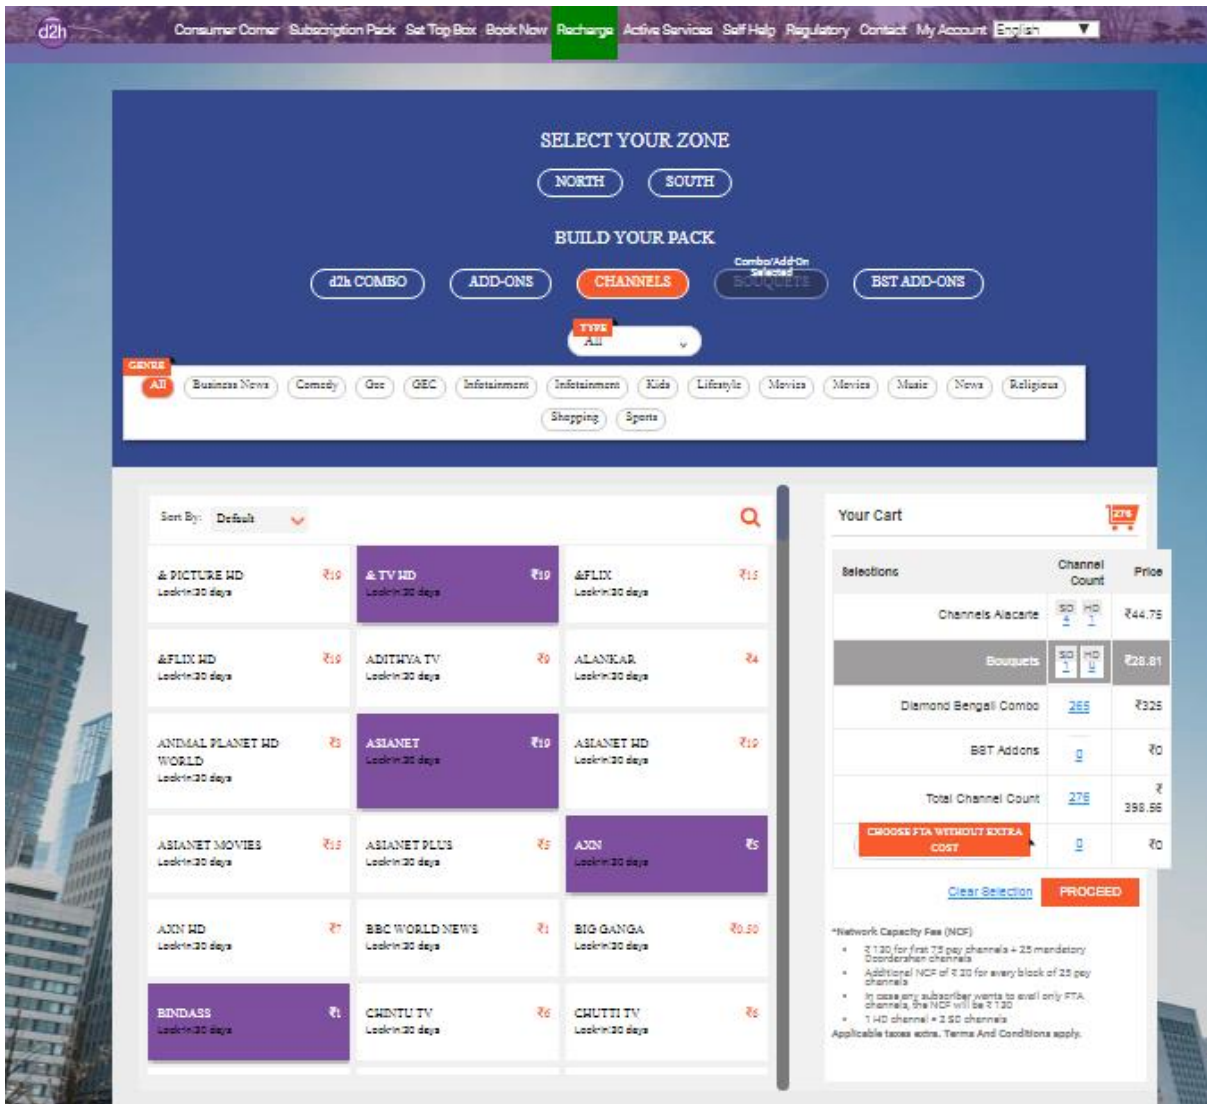 d2h
Consumer Corner Subscription Pack Set Top Box Book Now Recharge Active Services Self Help Regulatory Contact My Account English
SELECT YOUR ZONE
NORTH SOUTH
BUILD YOUR PACK
Combo/Add-On
Selected
d2h COMBO ADD-ONS CHANNELS BOUQUETS BST ADD-ONS
TYPE
All
GENRE
All Business News Comedy Gec GEC Infotainment Infotainment Kids Lifestyle Movies Movies Music News Religious
Shopping Sports
Sort By: Default
& PICTURE HD ₹19 & TV HD ₹19 &FLIX ₹15
Lock-in:30 days Lock-in:30 days Lock-in:30 days
&FLIX HD ₹19 ADITHYA TV ₹9 ALANKAR ₹4
Lock-in:30 days Lock-in:30 days Lock-in:30 days
ANIMAL PLANET HD ₹3 ASIANET ₹19 ASIANET HD ₹19
WORLD Lock-in:30 days Lock-in:30 days
Lock-in:30 days
ASIANET MOVIES ₹15 ASIANET PLUS ₹5 AXN ₹5
Lock-in:30 days Lock-in:30 days Lock-in:30 days
AXN HD ₹7 BBC WORLD NEWS ₹1 BIG GANGA ₹0.50
Lock-in:30 days Lock-in:30 days Lock-in:30 days
BINDASS ₹1 CHINTU TV ₹6 CHUTTI TV ₹6
Lock-in:30 days Lock-in:30 days Lock-in:30 days
Your Cart 276
Selections Channel Count Price
Channels Alacarte SD 4 HD 1 ₹44.75
Bouquets SD 1 HD 0 ₹28.81
Diamond Bengali Combo 265 ₹325
BST Addons 0 ₹0
Total Channel Count 276 ₹ 398.56
CHOOSE FTA WITHOUT EXTRA
COST 0 ₹0
Clear Selection PROCEED
*Network Capacity Fee (NCF)
• ₹ 130 for first 75 pay channels + 25 mandatory
Doordarshan channels
• Additional NCF of ₹ 20 for every block of 25 pay
channels
• In case any subscriber wants to avail only FTA
channels, the NCF will be ₹ 130
• 1 HD channel = 2 SD channels
Applicable taxes extra. Terms And Conditions apply.